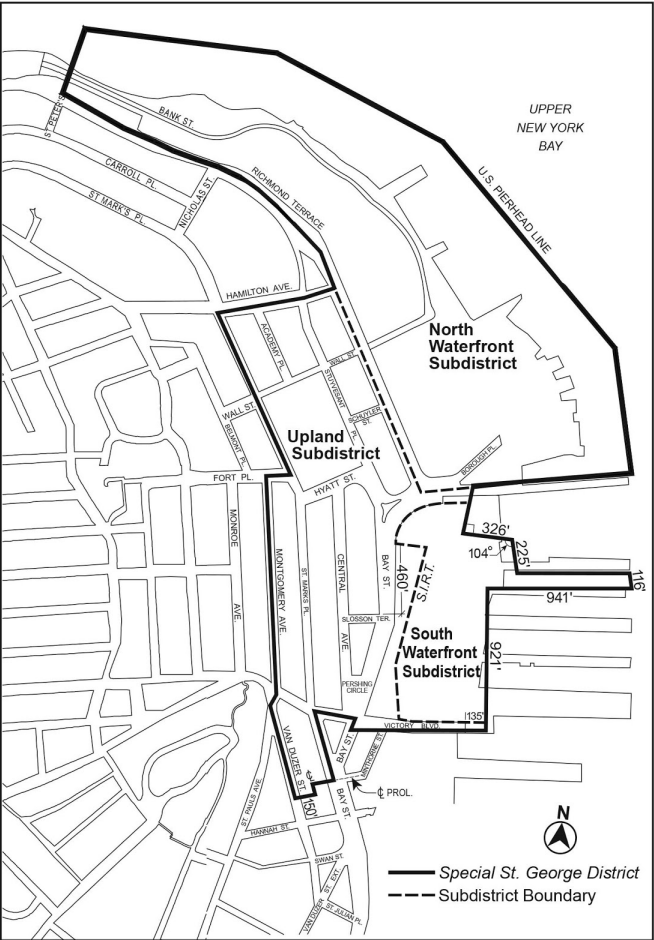 UPPER
NEW YORK
BAY
ST. PETER'S
BANK ST.
CARROLL PL.
ST MARK'S PL.
NICHOLAS ST.
RICHMOND TERRACE
U.S. PIERHEAD LINE
HAMILTON AVE.
ACADEMY PL.
WALL ST.
STUYVESANT
PL.
SCHUYLER
ST.
North
Waterfront
Subdistrict
WALL ST.
BELMONT PL.
Upland
Subdistrict
BOROUGH PL.
FORT PL.
HYATT ST.
326'
104°
225'
116'
941'
MONROE
AVE.
MONTGOMERY AVE.
ST. MARKS PL.
CENTRAL
AVE.
BAY ST.
460'
S.I.R.T.
SLOSSON TER.
South
Waterfront
Subdistrict
921'
PERSHING
CIRCLE
135'
VICTORY BLVD.
VAN DUZER ST.
BAY ST.
MINTHORNE ST.
ST. PAULS AVE.
150'
BAY ST.
℄ PROL.
HANNAH ST.
SWAN ST.
VAN DUZER ST. EXT.
ST. JULIAN PL.
N
Special St. George District
Subdistrict Boundary